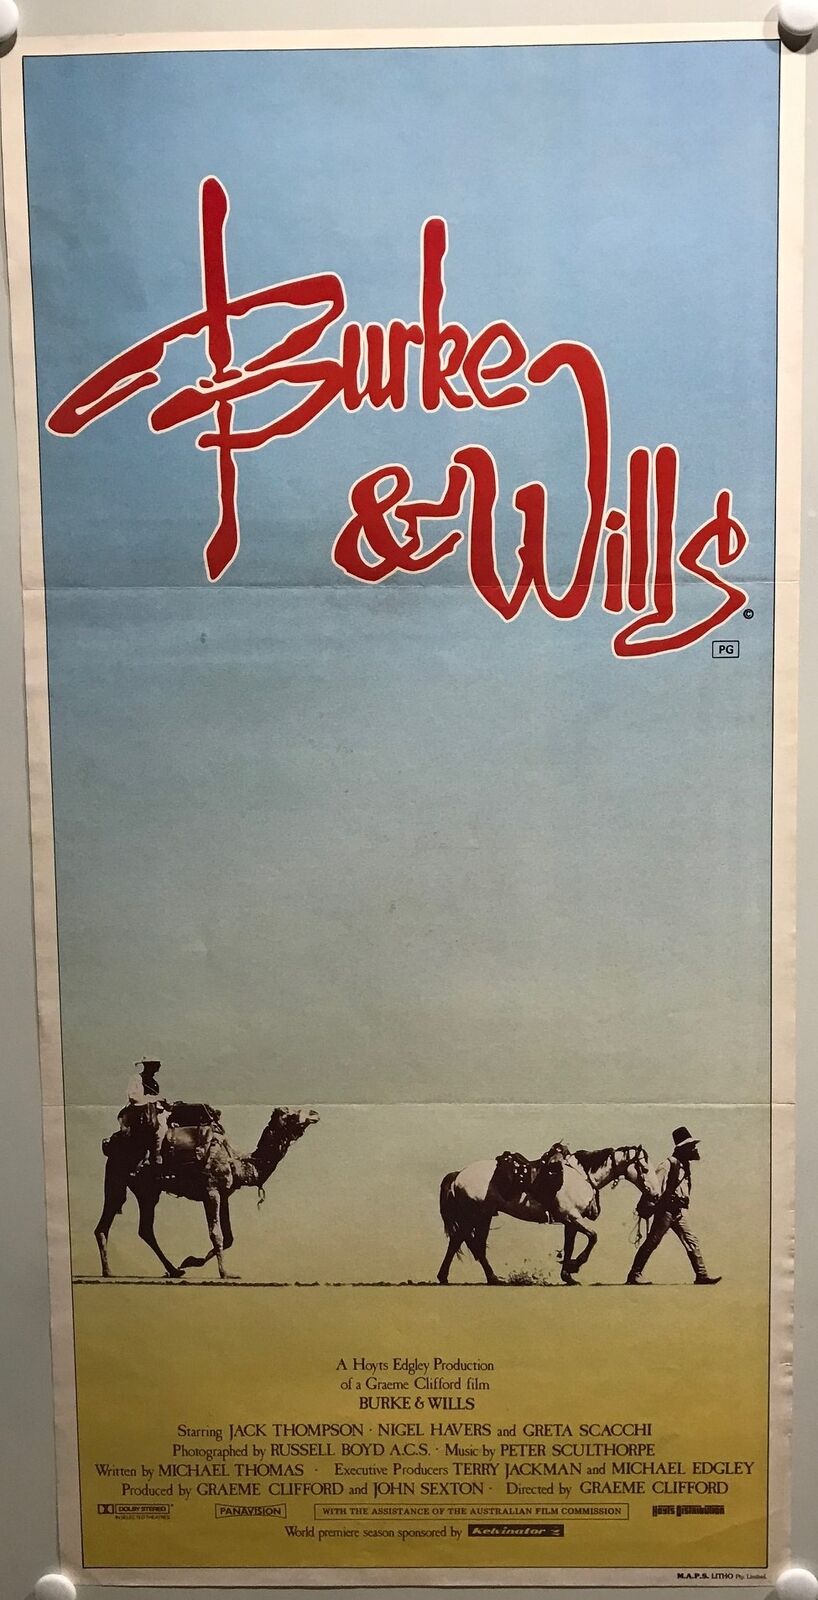 Burke
& Wills
©
PG
A Hoyts Edgley Production
of a Graeme Clifford film
BURKE & WILLS
Starring JACK THOMPSON · NIGEL HAVERS and GRETA SCACCHI
Photographed by RUSSELL BOYD A.C.S. · Music by PETER SCULTHORPE
Written by MICHAEL THOMAS · Executive Producers TERRY JACKMAN and MICHAEL EDGLEY
Produced by GRAEME CLIFFORD and JOHN SEXTON · Directed by GRAEME CLIFFORD
DOLBY STEREO IN SELECTED THEATRES PANAVISION WITH THE ASSISTANCE OF THE AUSTRALIAN FILM COMMISSION Hoyts Distribution
World premiere season sponsored by Kelvinator
M.A.P.S. LITHO Pty. Limited.